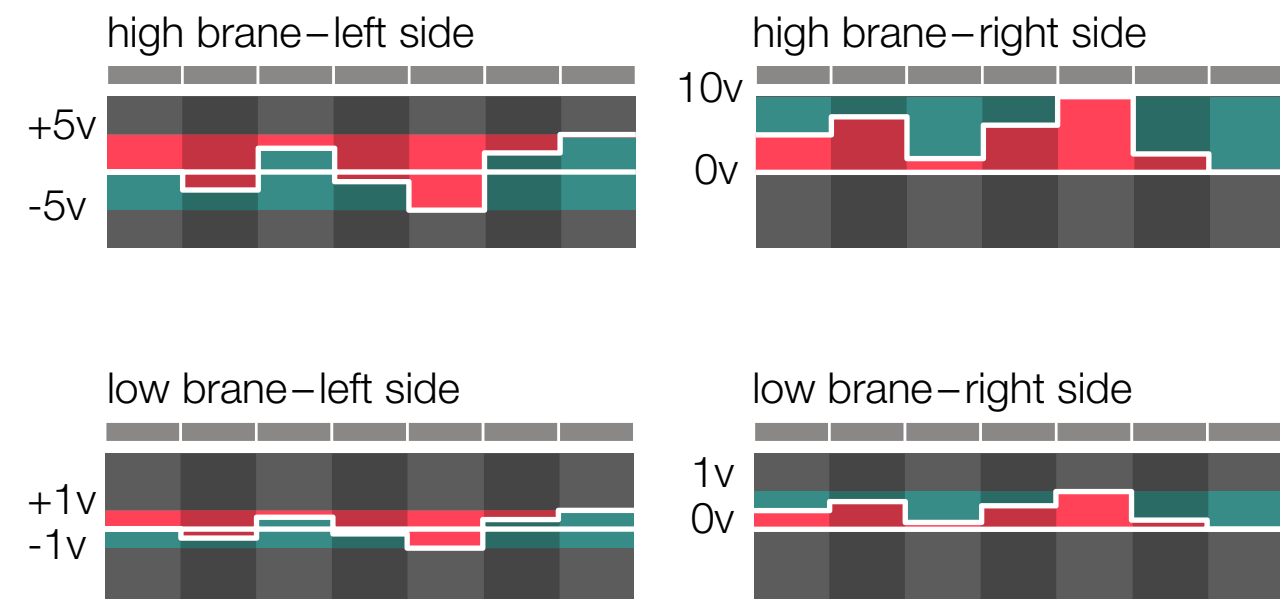 high brane–left side
+5v
-5v
high brane–right side
10v
0v
low brane–left side
+1v
-1v
low brane–right side
1v
0v